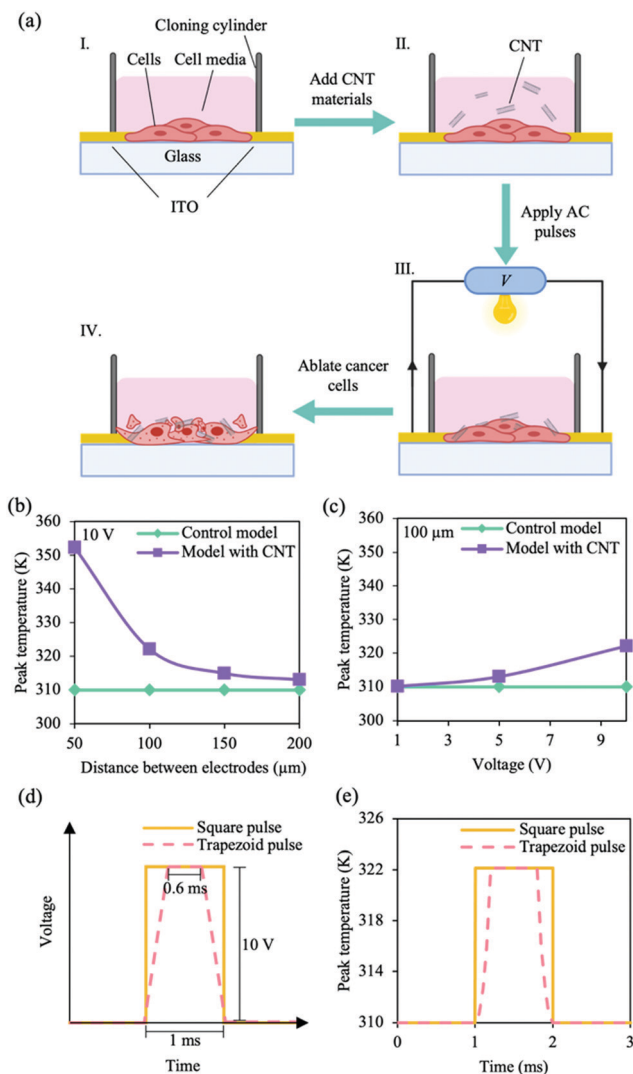 (a)
Cloning cylinder
I.
Cells
Cell media
Glass
ITO
Add CNT
materials
II.
CNT
Apply AC
pulses
III.
V
IV.
Ablate cancer
cells
(b)
10 V
Control model
Model with CNT
Peak temperature (K)
360
350
340
330
320
310
300
50
100
150
200
Distance between electrodes (µm)
(c)
100 µm
Control model
Model with CNT
Peak temperature (K)
360
350
340
330
320
310
300
1
3
5
7
9
Voltage (V)
(d)
Square pulse
Trapezoid pulse
0.6 ms
10 V
Voltage
1 ms
Time
(e)
Square pulse
Trapezoid pulse
Peak temperature (K)
326
322
318
314
310
0
1
2
3
Time (ms)